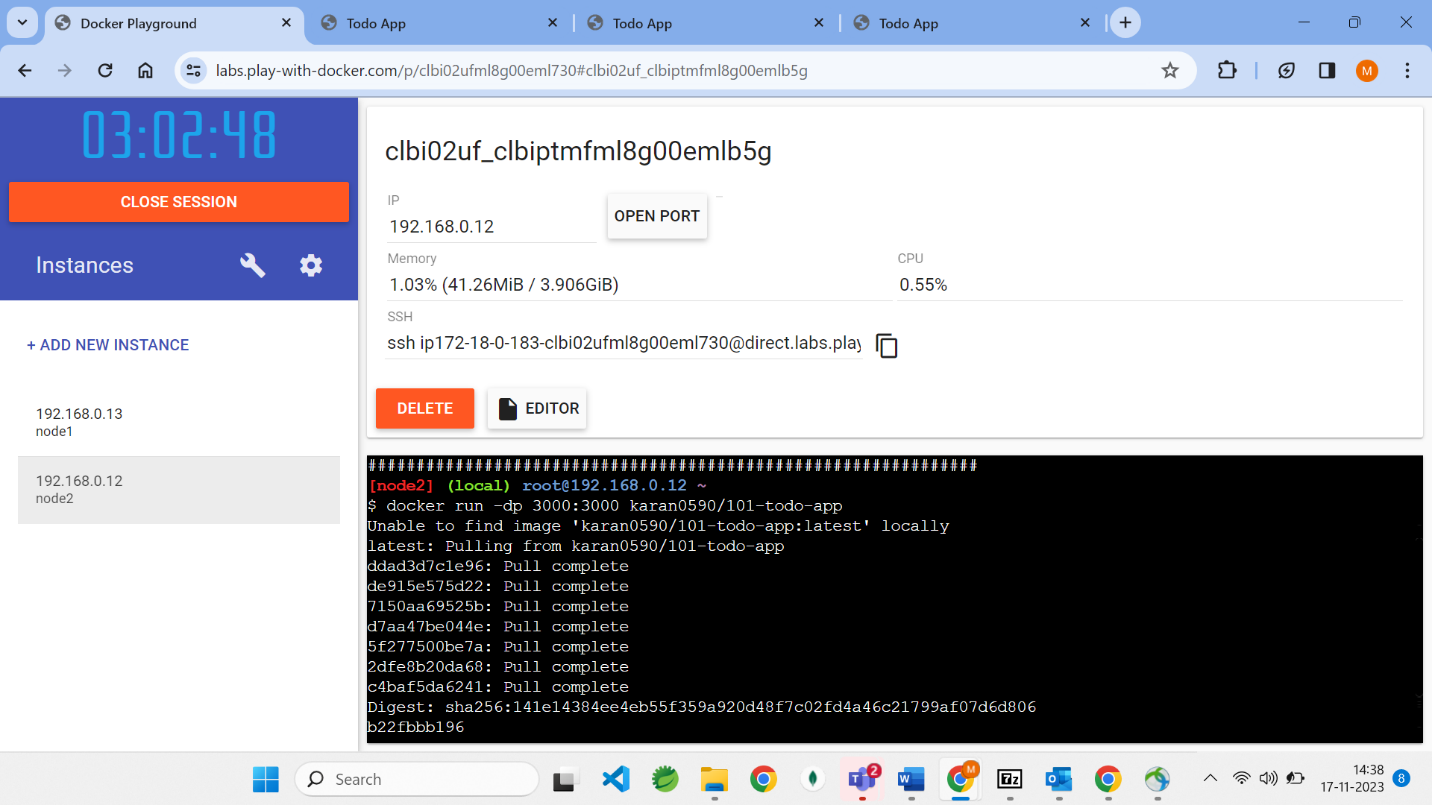 Docker Playground
Todo App
Todo App
Todo App
labs.play-with-docker.com/p/clbi02ufml8g00eml730#clbi02uf_clbiptmfml8g00emlb5g
M
03:02:48
CLOSE SESSION
Instances
+ ADD NEW INSTANCE
192.168.0.13
node1
192.168.0.12
node2
clbi02uf_clbiptmfml8g00emlb5g
IP
192.168.0.12
OPEN PORT
Memory
1.03% (41.26MiB / 3.906GiB)
CPU
0.55%
SSH
ssh ip172-18-0-183-clbi02ufml8g00eml730@direct.labs.play
DELETE
EDITOR
###############################################################
[node2] (local) root@192.168.0.12 ~
$ docker run -dp 3000:3000 karan0590/101-todo-app
Unable to find image 'karan0590/101-todo-app:latest' locally
latest: Pulling from karan0590/101-todo-app
ddad3d7c1e96: Pull complete
de915e575d22: Pull complete
7150aa69525b: Pull complete
d7aa47be044e: Pull complete
5f277500be7a: Pull complete
2dfe8b20da68: Pull complete
c4baf5da6241: Pull complete
Digest: sha256:141e14384ee4eb55f359a920d48f7c02fd4a46c21799af07d6d806
b22fbbb196
Search
2
M
Tz
14:38
17-11-2023
8